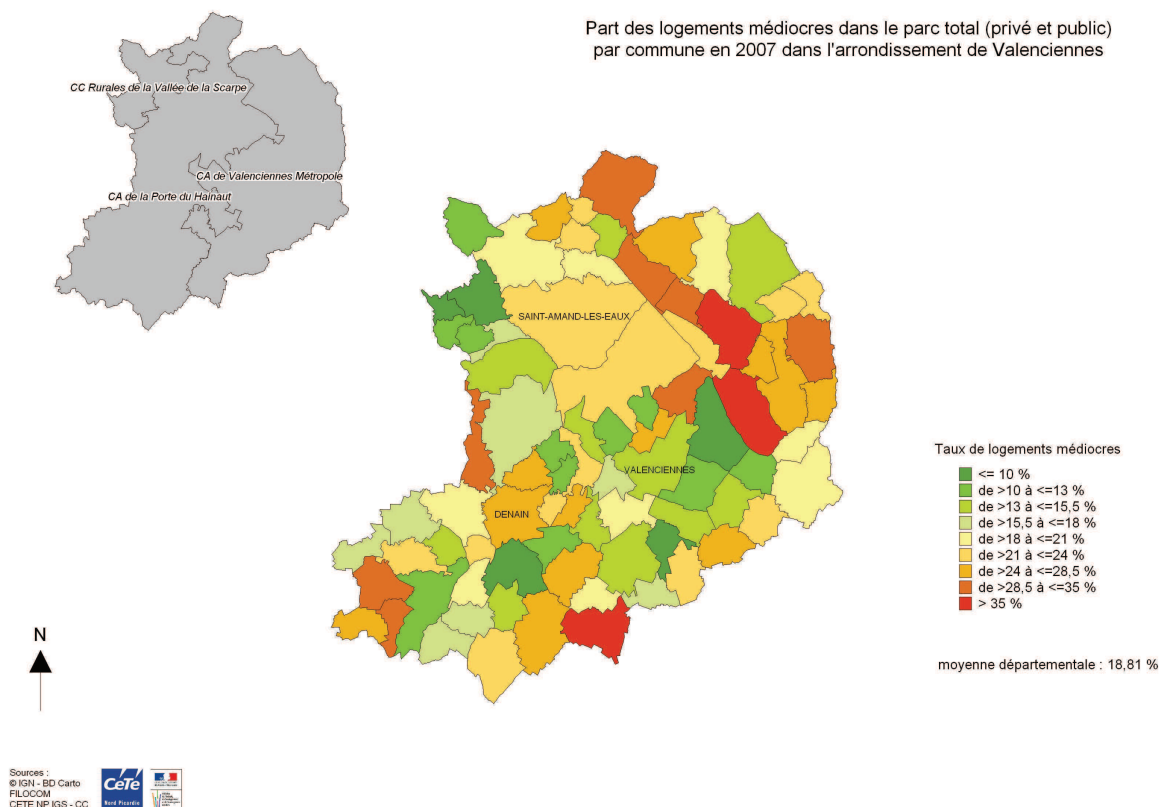 Part des logements médiocres dans le parc total (privé et public)
par commune en 2007 dans l'arrondissement de Valenciennes
CC Rurales de la Vallée de la Scarpe
CA de Valenciennes Métropole
CA de la Porte du Hainaut
SAINT-AMAND-LES-EAUX
VALENCIENNES
DENAIN
Taux de logements médiocres
<= 10 %
de >10 à <=13 %
de >13 à <=15,5 %
de >15,5 à <=18 %
de >18 à <=21 %
de >21 à <=24 %
de >24 à <=28,5 %
de >28,5 à <=35 %
> 35 %
moyenne départementale : 18,81 %
N
Sources :
© IGN - BD Carto
FILOCOM
CETE NP IGS - CC
CeTe
Nord Picardie